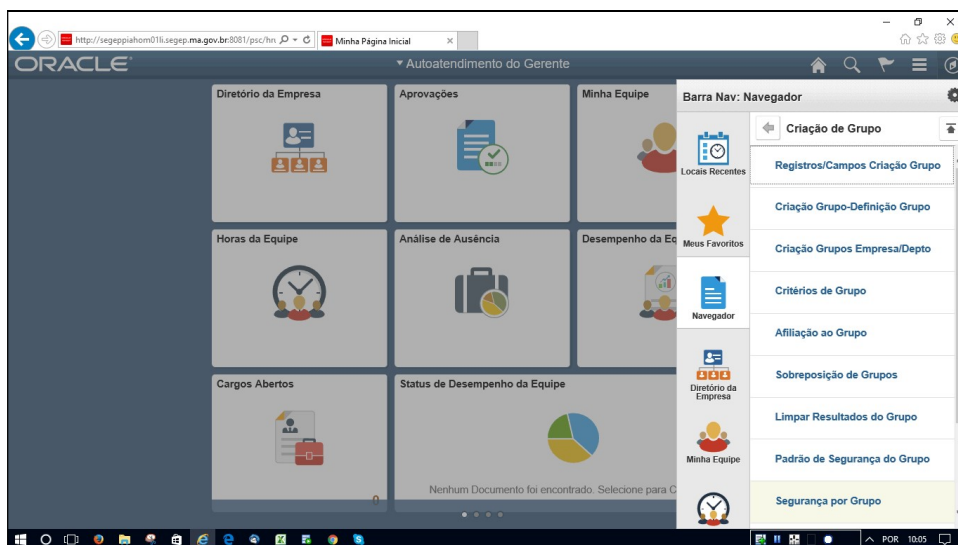 http://segeppiahom01li.segep.ma.gov.br:8081/psc/hn
Minha Página Inicial
ORACLE
Autoatendimento do Gerente
Diretório da Empresa
Aprovações
Minha Equipe
Horas da Equipe
Análise de Ausência
Desempenho da Eq
Cargos Abertos
0
Status de Desempenho da Equipe
Nenhum Documento foi encontrado. Selecione para C
Barra Nav: Navegador
Locais Recentes
Meus Favoritos
Navegador
Diretório da
Empresa
Minha Equipe
Criação de Grupo
Registros/Campos Criação Grupo
Criação Grupo-Definição Grupo
Criação Grupos Empresa/Depto
Critérios de Grupo
Afiliação ao Grupo
Sobreposição de Grupos
Limpar Resultados do Grupo
Padrão de Segurança do Grupo
Segurança por Grupo
POR 10:05